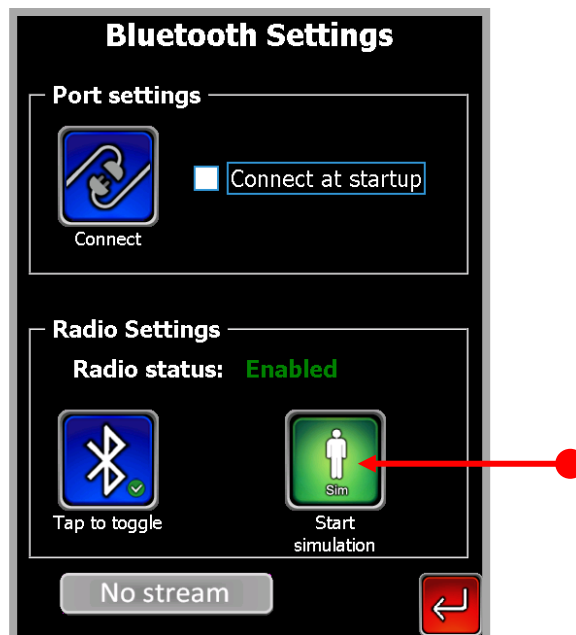 Bluetooth Settings
Port settings
Connect at startup
Connect
Radio Settings
Radio status: Enabled
Sim
Tap to toggle
Start
simulation
No stream